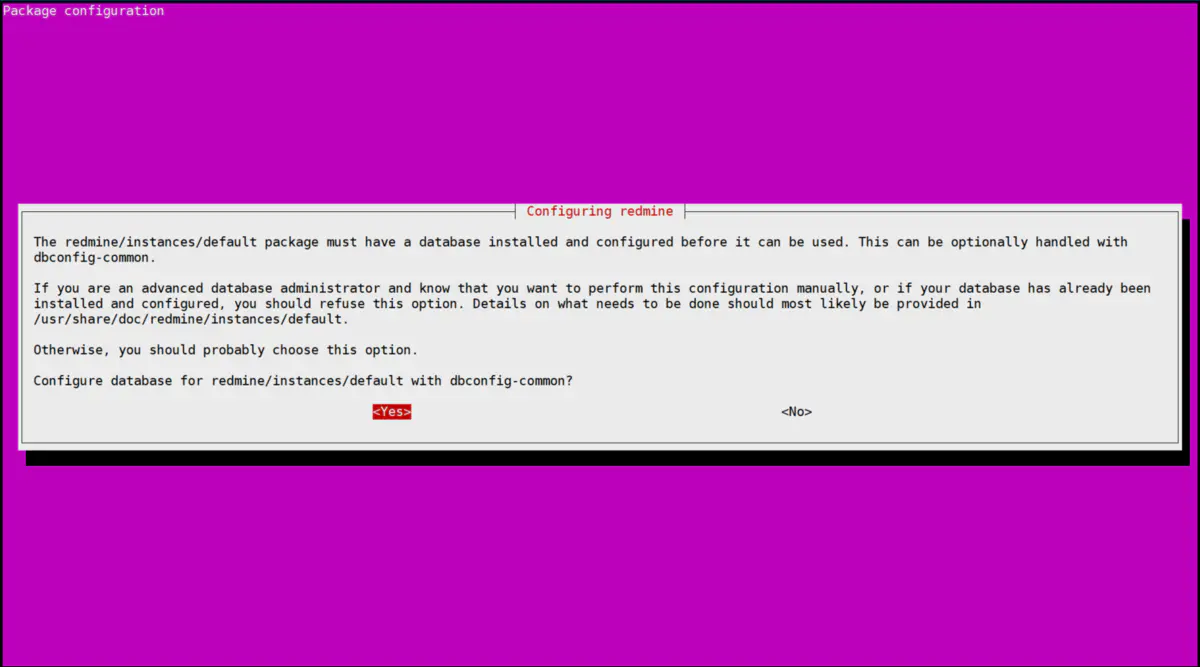 Package configuration
Configuring redmine
The redmine/instances/default package must have a database installed and configured before it can be used. This can be optionally handled with
dbconfig-common.
If you are an advanced database administrator and know that you want to perform this configuration manually, or if your database has already been
installed and configured, you should refuse this option. Details on what needs to be done should most likely be provided in
/usr/share/doc/redmine/instances/default.
Otherwise, you should probably choose this option.
Configure database for redmine/instances/default with dbconfig-common?
<Yes> <No>